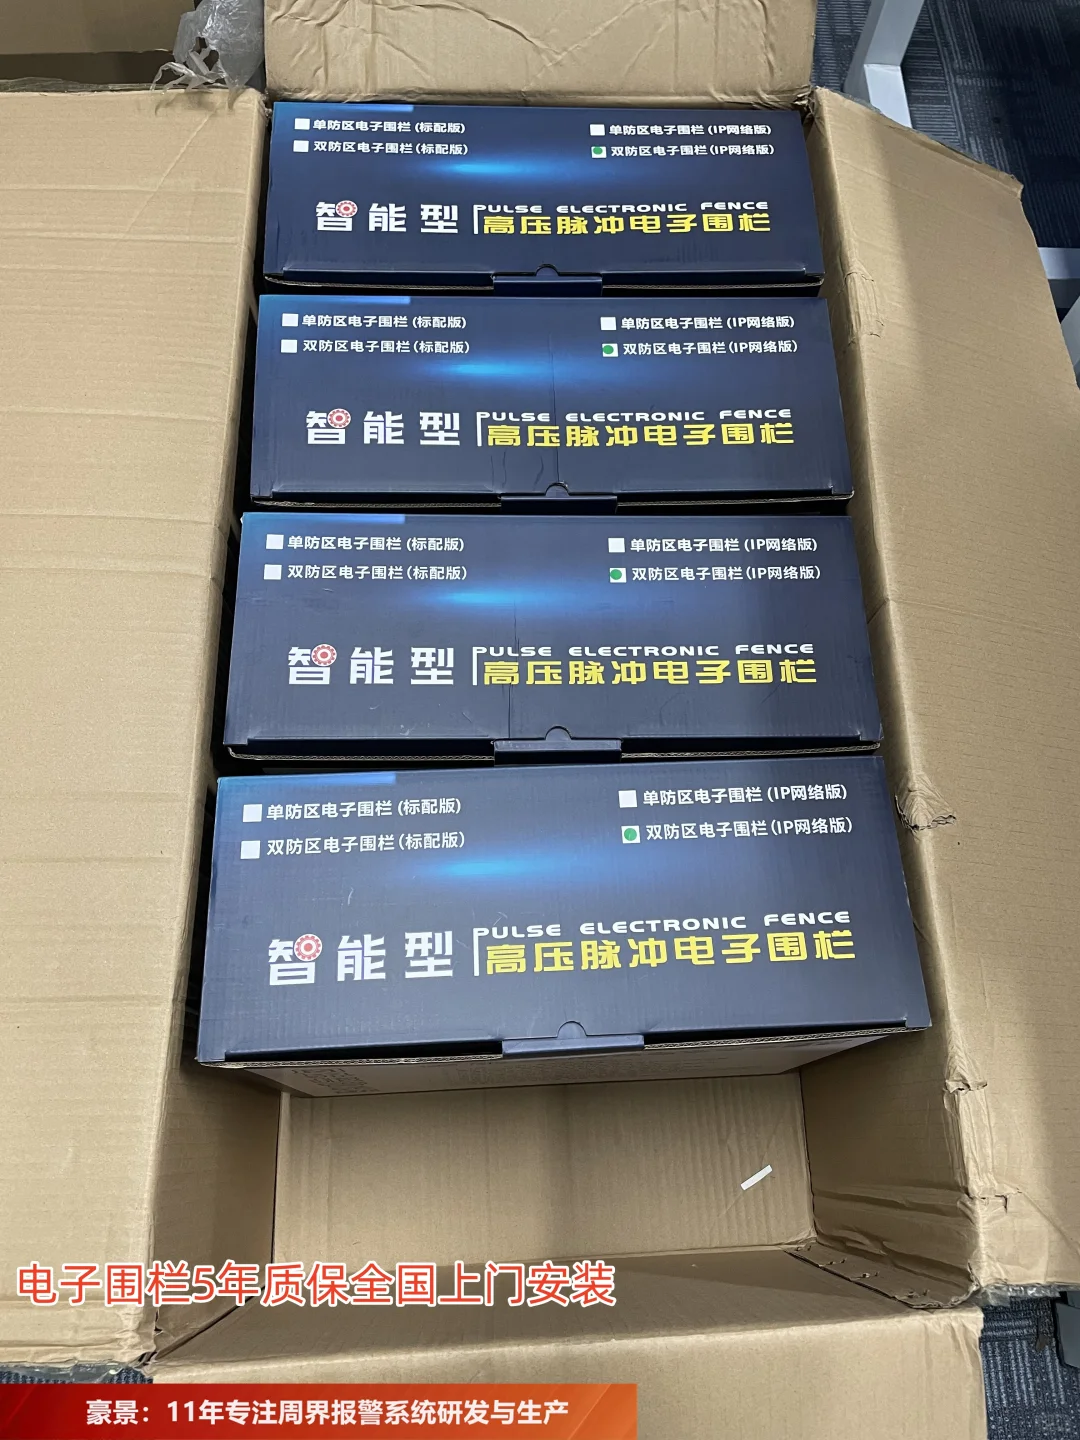 单防区电子围栏 (标配版)
单防区电子围栏 (IP网络版)
双防区电子围栏 (标配版)
双防区电子围栏 (IP网络版)
智能型
PULSE ELECTRONIC FENCE
高压脉冲电子围栏
单防区电子围栏 (标配版)
单防区电子围栏 (IP网络版)
双防区电子围栏 (标配版)
双防区电子围栏 (IP网络版)
智能型
PULSE ELECTRONIC FENCE
高压脉冲电子围栏
单防区电子围栏 (标配版)
单防区电子围栏 (IP网络版)
双防区电子围栏 (标配版)
双防区电子围栏 (IP网络版)
智能型
PULSE ELECTRONIC FENCE
高压脉冲电子围栏
单防区电子围栏 (标配版)
单防区电子围栏 (IP网络版)
双防区电子围栏 (标配版)
双防区电子围栏 (IP网络版)
智能型
PULSE ELECTRONIC FENCE
高压脉冲电子围栏
电子围栏5年质保全国上门安装
豪景：11年专注周界报警系统研发与生产